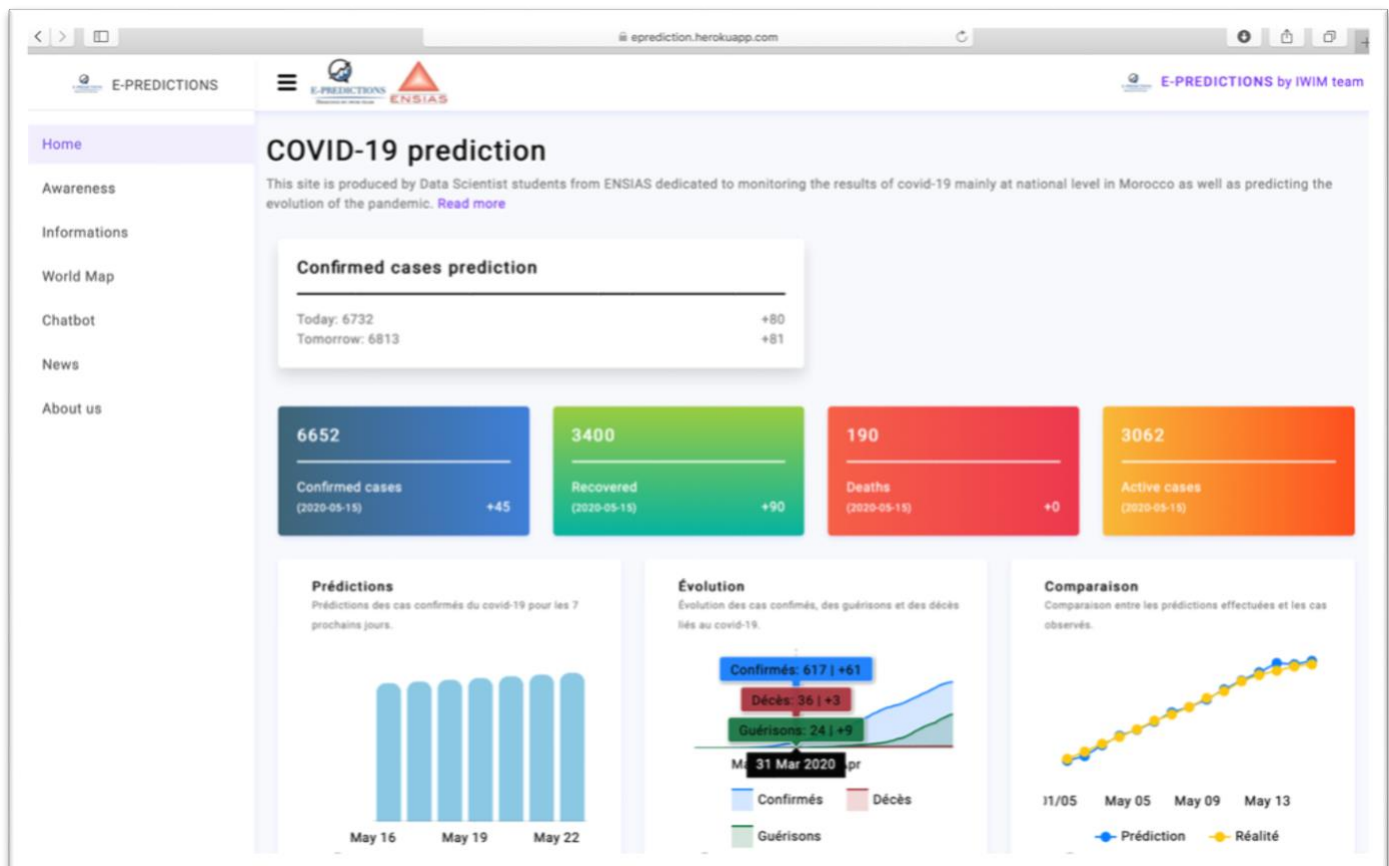 eprediction.herokuapp.com
E-PREDICTIONS
E-PREDICTIONS
ENSIAS
E-PREDICTIONS by IWIM team
Home
Awareness
Informations
World Map
Chatbot
News
About us
COVID-19 prediction
This site is produced by Data Scientist students from ENSIAS dedicated to monitoring the results of covid-19 mainly at national level in Morocco as well as predicting the
evolution of the pandemic. Read more
Confirmed cases prediction
Today: 6732 +80
Tomorrow: 6813 +81
6652
Confirmed cases
(2020-05-15) +45
3400
Recovered
(2020-05-15) +90
190
Deaths
(2020-05-15) +0
3062
Active cases
(2020-05-15)
Prédictions
Prédictions des cas confirmés du covid-19 pour les 7
prochains jours.
May 16 May 19 May 22
Évolution
Évolution des cas confimés, des guérisons et des décès
liés au covid-19.
Confirmés: 617 | +61
Décès: 36 | +3
Guérisons: 24 | +9
31 Mar 2020
Confirmés Décès
Guérisons
Comparaison
Comparaison entre les prédictions effectuées et les cas
observés.
May 05 May 09 May 13
Prédiction Réalité